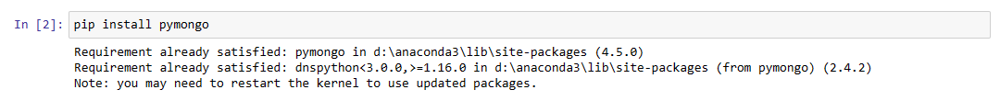 In [2]: pip install pymongo
Requirement already satisfied: pymongo in d:\anaconda3\lib\site-packages (4.5.0)
Requirement already satisfied: dnspython<3.0.0,>=1.16.0 in d:\anaconda3\lib\site-packages (from pymongo) (2.4.2)
Note: you may need to restart the kernel to use updated packages.